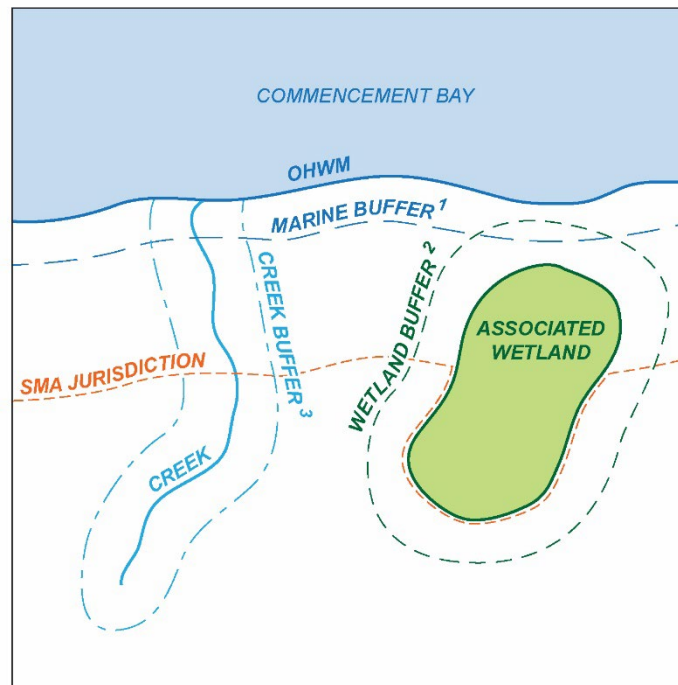 COMMENCEMENT BAY
OHWM
MARINE BUFFER 1
CREEK BUFFER 3
WETLAND BUFFER 2
ASSOCIATED
WETLAND
SMA JURISDICTION
CREEK